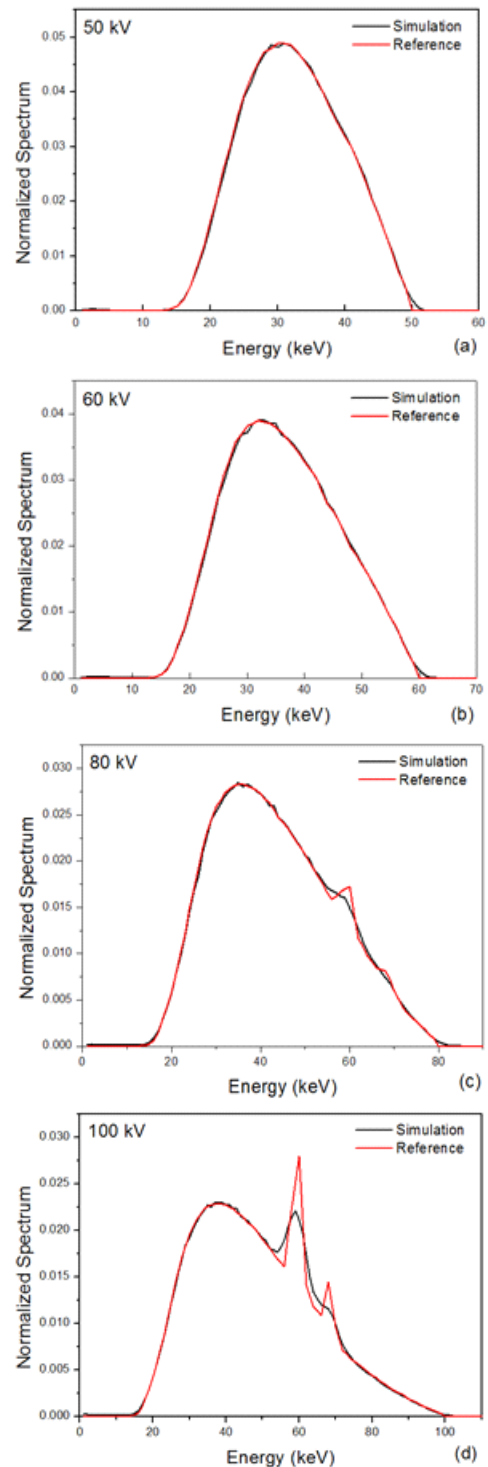 50 kV
Simulation
Reference
0.05
0.04
0.03
0.02
0.01
0.00
Normalized Spectrum
0 10 20 30 40 50 60
Energy (keV)
(a)
60 kV
Simulation
Reference
0.04
0.03
0.02
0.01
0.00
Normalized Spectrum
0 10 20 30 40 50 60 70
Energy (keV)
(b)
80 kV
Simulation
Reference
0.030
0.025
0.020
0.015
0.010
0.005
0.000
Normalized Spectrum
0 20 40 60 80
Energy (keV)
(c)
100 kV
Simulation
Reference
0.030
0.025
0.020
0.015
0.010
0.005
0.000
Normalized Spectrum
0 20 40 60 80 100
Energy (keV)
(d)